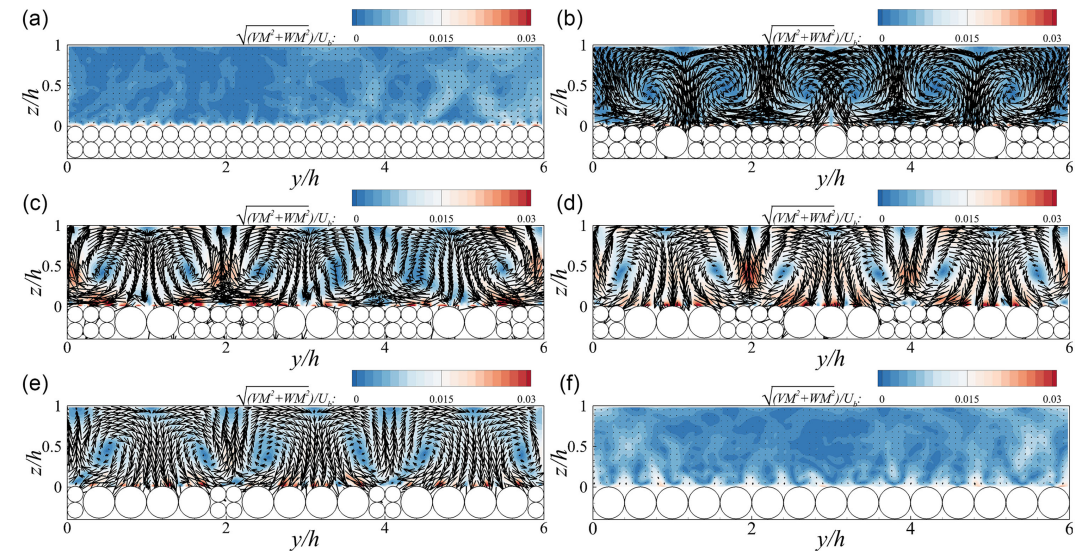 (a)
√(VM²+WM²)/U_b:
0 0.015 0.03
1
0.5
0
z/h
0 2 4 6
y/h
(b)
√(VM²+WM²)/U_b:
0 0.015 0.03
1
0.5
0
z/h
0 2 4 6
y/h
(c)
√(VM²+WM²)/U_b:
0 0.015 0.03
1
0.5
0
z/h
0 2 4 6
y/h
(d)
√(VM²+WM²)/U_b:
0 0.015 0.03
1
0.5
0
z/h
0 2 4 6
y/h
(e)
√(VM²+WM²)/U_b:
0 0.015 0.03
1
0.5
0
z/h
0 2 4 6
y/h
(f)
√(VM²+WM²)/U_b:
0 0.015 0.03
1
0.5
0
z/h
0 2 4 6
y/h